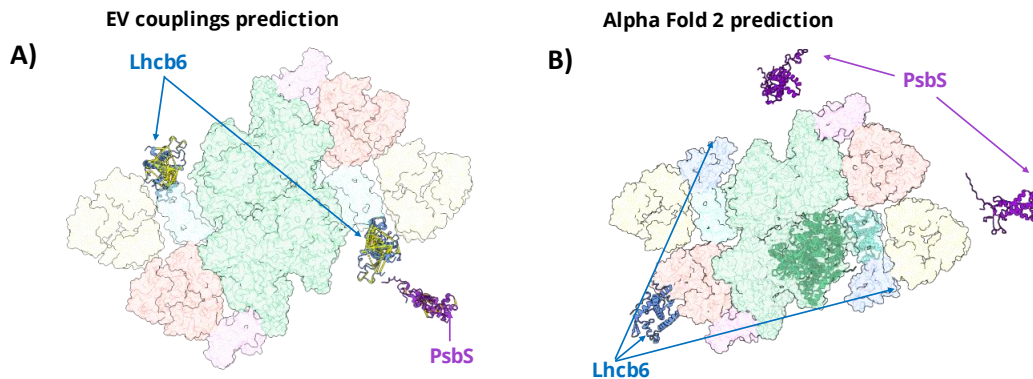 EV couplings prediction
Alpha Fold 2 prediction
A)
Lhcb6
B)
PsbS
PsbS
Lhcb6